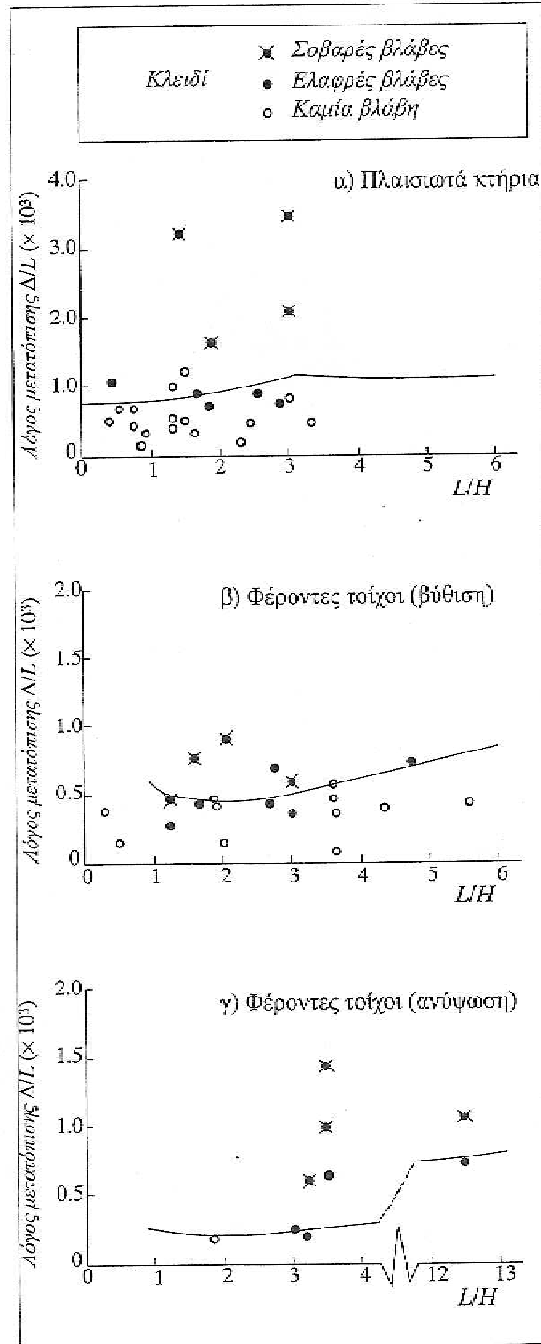 Κλειδί
Σοβαρές βλάβες
Ελαφρές βλάβες
Καμία βλάβη
α) Πλαισιωτά κτήρια
Λόγος μετατόπισης Δ/L (× 10³)
4.0
3.0
2.0
1.0
0
1 2 3 4 5 6
L/H
β) Φέροντες τοίχοι (βύθιση)
Λόγος μετατόπισης Δ/L (× 10³)
2.0
1.5
1.0
0.5
0
1 2 3 4 5 6
L/H
γ) Φέροντες τοίχοι (ανύψωση)
Λόγος μετατόπισης Δ/L (× 10³)
2.0
1.5
1.0
0.5
0
0 1 2 3 4 12 13
L/H